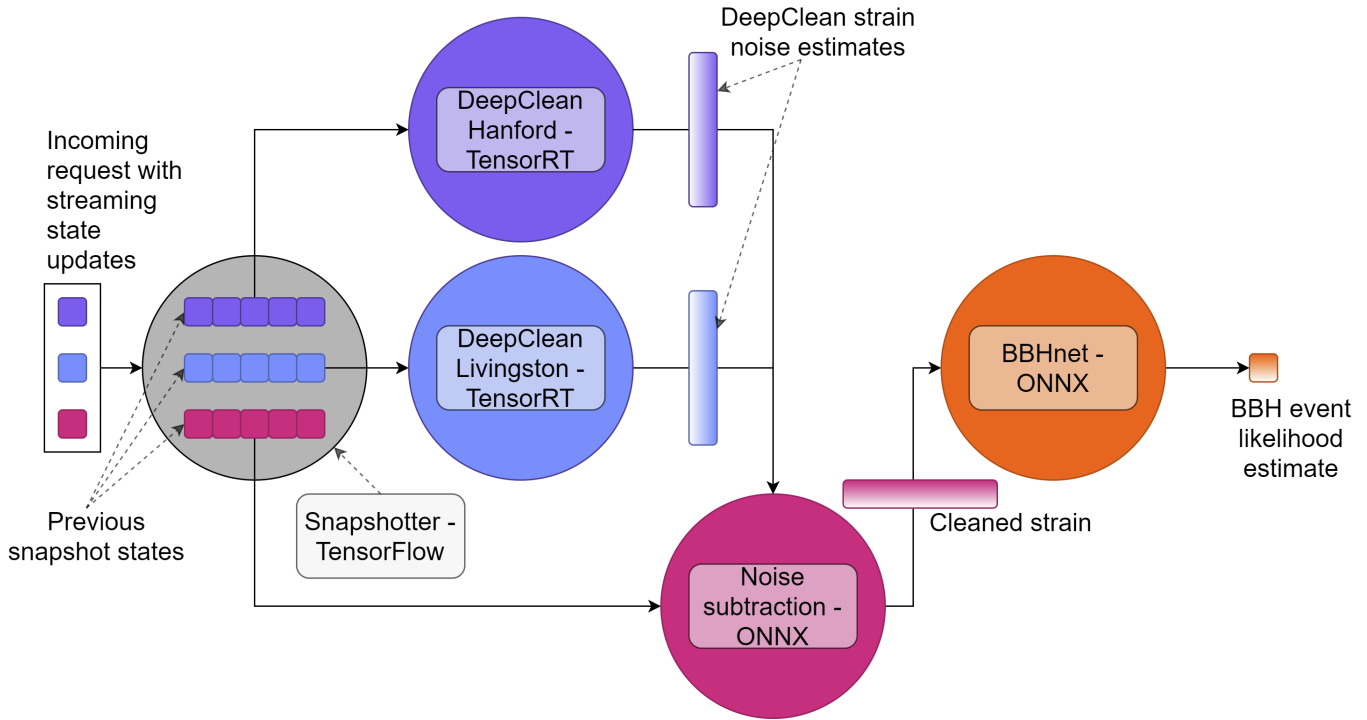 DeepClean strain
noise estimates
DeepClean
Hanford -
TensorRT
Incoming
request with
streaming
state
updates
DeepClean
Livingston -
TensorRT
BBHnet -
ONNX
BBH event
likelihood
estimate
Previous
snapshot states
Snapshotter -
TensorFlow
Cleaned strain
Noise
subtraction -
ONNX